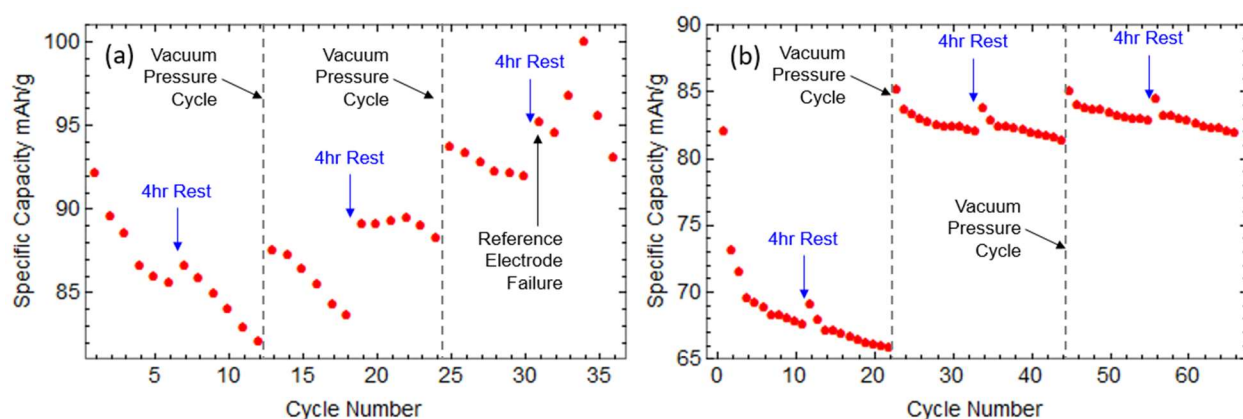 (a)
Specific Capacity mAh/g
100
95
90
85
Vacuum
Pressure
Cycle
Vacuum
Pressure
Cycle
4hr Rest
4hr Rest
4hr Rest
Reference
Electrode
Failure
5
10
15
20
25
30
35
Cycle Number
(b)
Specific Capacity mAh/g
90
85
80
75
70
65
Vacuum
Pressure
Cycle
4hr Rest
4hr Rest
4hr Rest
Vacuum
Pressure
Cycle
0
10
20
30
40
50
60
Cycle Number